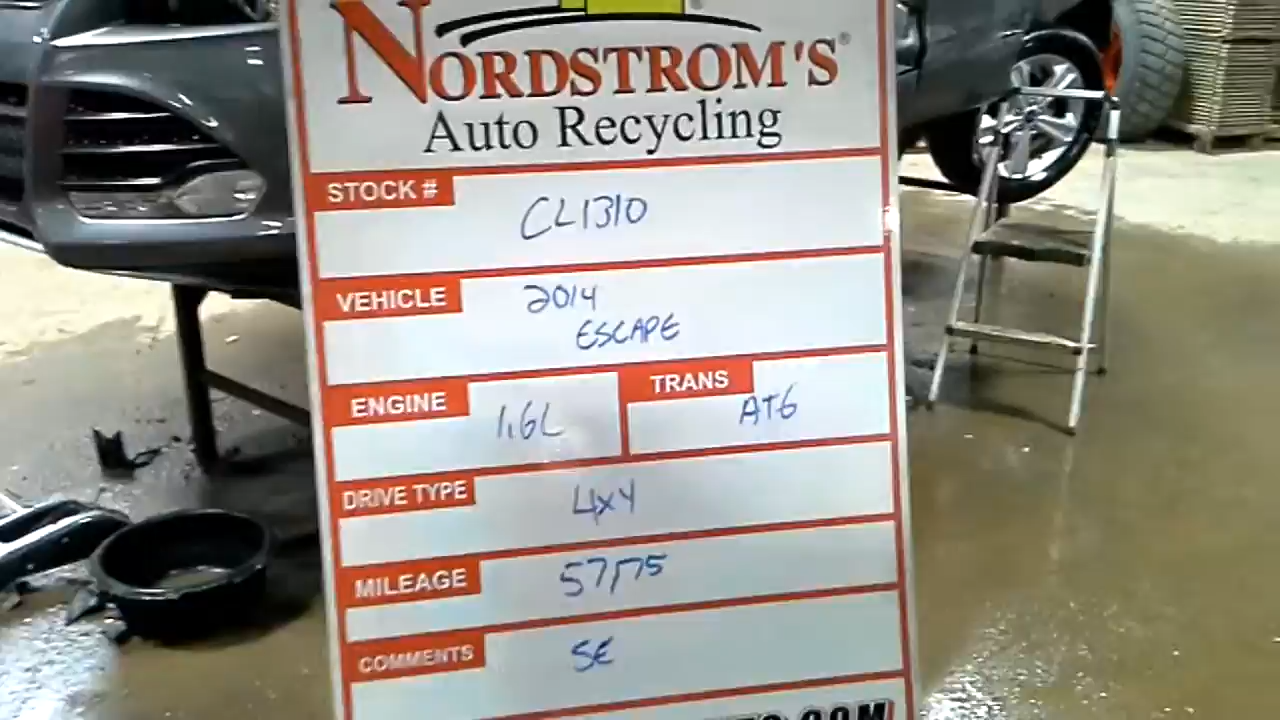 NORDSTROM'S®
Auto Recycling
STOCK # CL1310
VEHICLE 2014
ESCAPE
ENGINE 1.6L TRANS AT6
DRIVE TYPE 4x4
MILEAGE 57175
COMMENTS SE